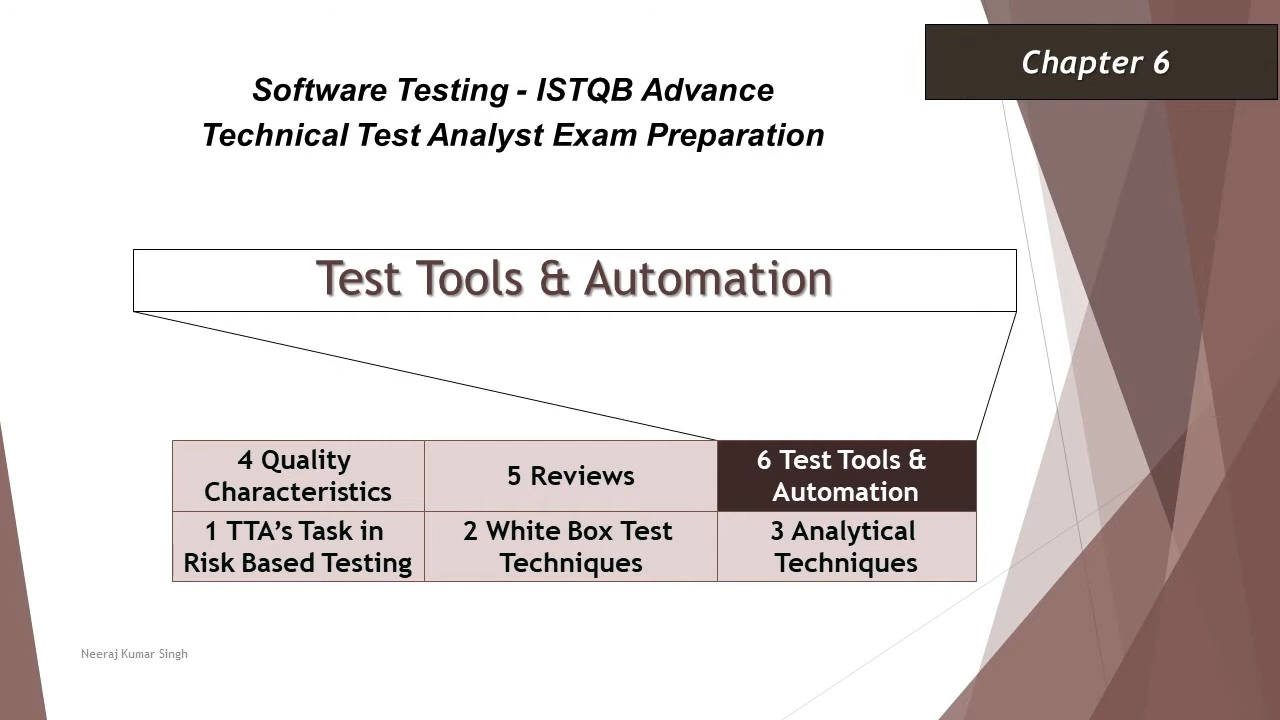 Chapter 6
Software Testing - ISTQB Advance
Technical Test Analyst Exam Preparation
Test Tools & Automation
4 Quality
Characteristics
5 Reviews
6 Test Tools &
Automation
1 TTA’s Task in
Risk Based Testing
2 White Box Test
Techniques
3 Analytical
Techniques
Neeraj Kumar Singh